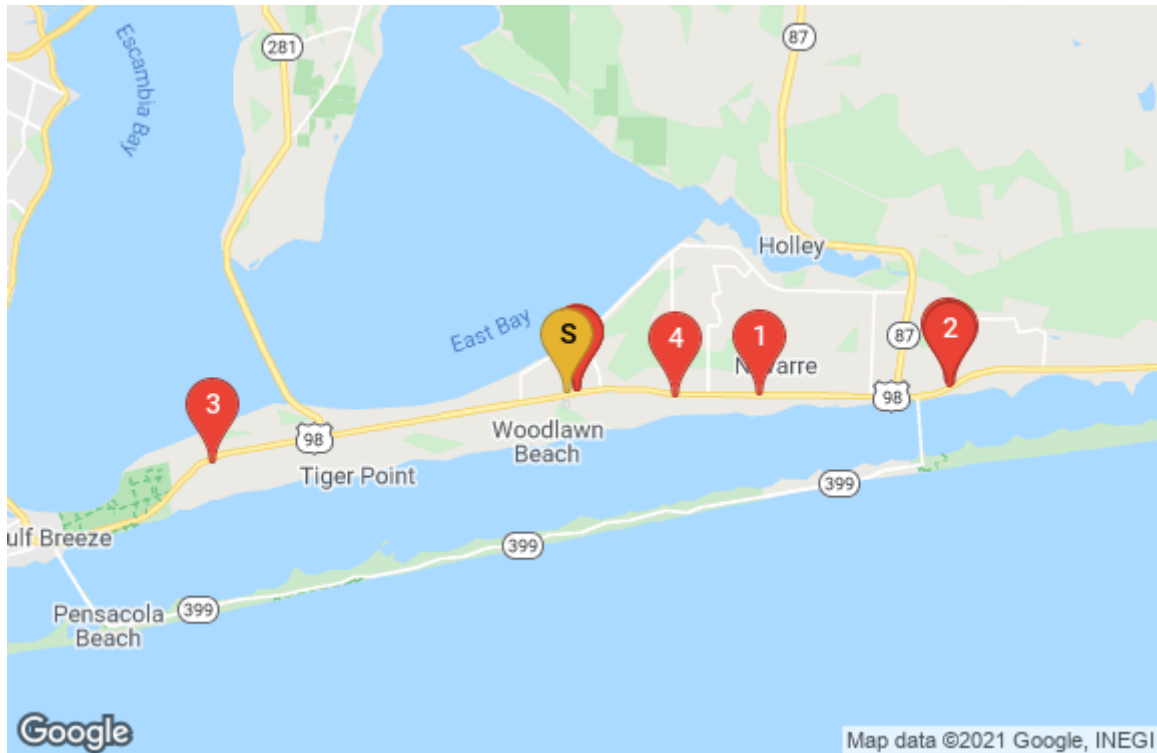 Escambia Bay
281
87
Holley
East Bay
S
4
1
2
87
Navarre
3
98
98
Woodlawn
Beach
Tiger Point
399
ulf Breeze
399
Pensacola
Beach
399
Google
Map data ©2021 Google, INEGI